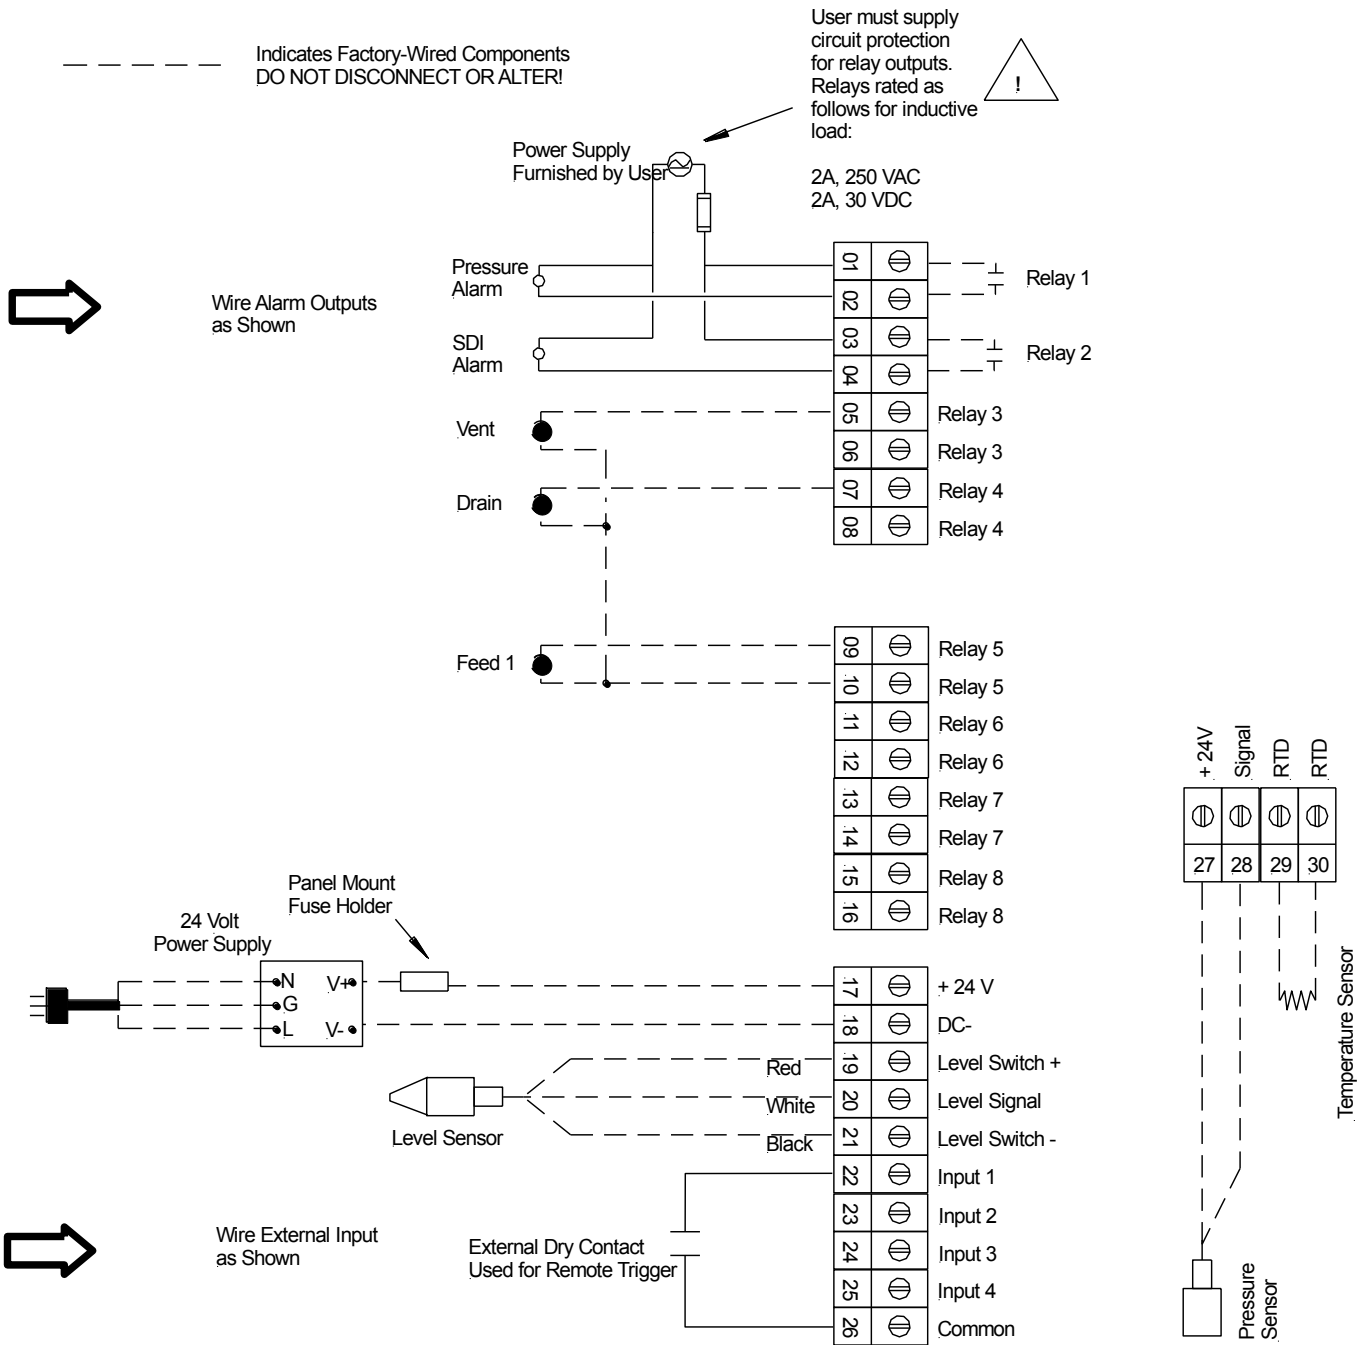 Indicates Factory-Wired Components
DO NOT DISCONNECT OR ALTER!
User must supply
circuit protection
for relay outputs.
Relays rated as
follows for inductive
load:
2A, 250 VAC
2A, 30 VDC
!
Power Supply
Furnished by User
Wire Alarm Outputs
as Shown
Pressure
Alarm
SDI
Alarm
Vent
Drain
Feed 1
01
02
Relay 1
03
04
Relay 2
05 Relay 3
06 Relay 3
07 Relay 4
08 Relay 4
09 Relay 5
10 Relay 5
11 Relay 6
12 Relay 6
13 Relay 7
14 Relay 7
15 Relay 8
16 Relay 8
Panel Mount
Fuse Holder
24 Volt
Power Supply
N V+
G
L V-
17 + 24 V
18 DC-
Red 19 Level Switch +
White 20 Level Signal
Black 21 Level Switch -
Level Sensor
22 Input 1
23 Input 2
24 Input 3
25 Input 4
26 Common
Wire External Input
as Shown
External Dry Contact
Used for Remote Trigger
+ 24V
Signal
RTD
RTD
27 28 29 30
Temperature Sensor
Pressure
Sensor